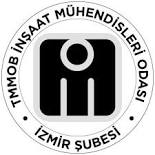 TMMOB İNŞAAT MÜHENDİSLERİ ODASI
İZMİR ŞUBESİ